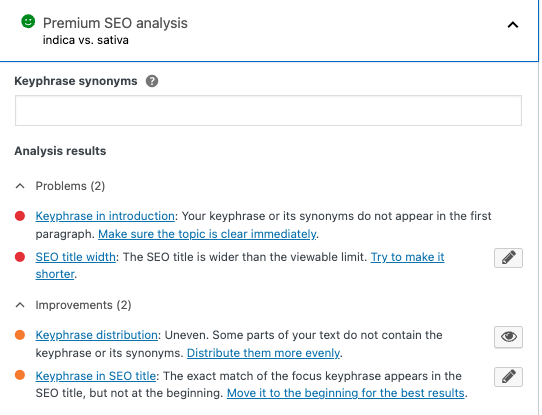 Premium SEO analysis
indica vs. sativa
Keyphrase synonyms ?
Analysis results
Problems (2)
Keyphrase in introduction: Your keyphrase or its synonyms do not appear in the first
paragraph. Make sure the topic is clear immediately.
SEO title width: The SEO title is wider than the viewable limit. Try to make it
shorter.
Improvements (2)
Keyphrase distribution: Uneven. Some parts of your text do not contain the
keyphrase or its synonyms. Distribute them more evenly.
Keyphrase in SEO title: The exact match of the focus keyphrase appears in the
SEO title, but not at the beginning. Move it to the beginning for the best results.